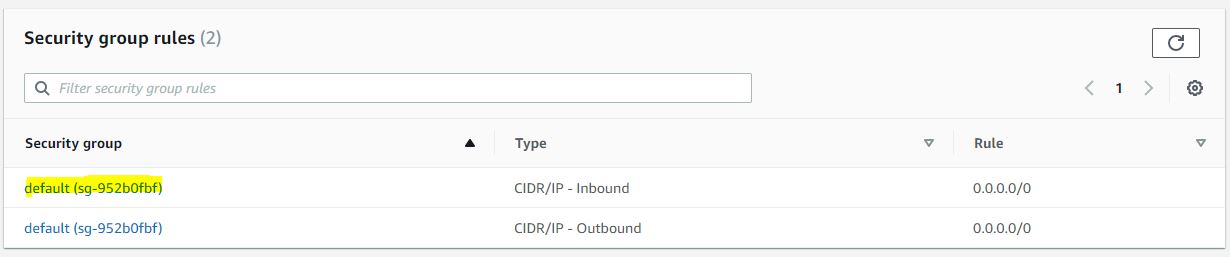 Security group rules (2)
Filter security group rules
1
Security group Type Rule
default (sg-952b0fbf) CIDR/IP - Inbound 0.0.0.0/0
default (sg-952b0fbf) CIDR/IP - Outbound 0.0.0.0/0